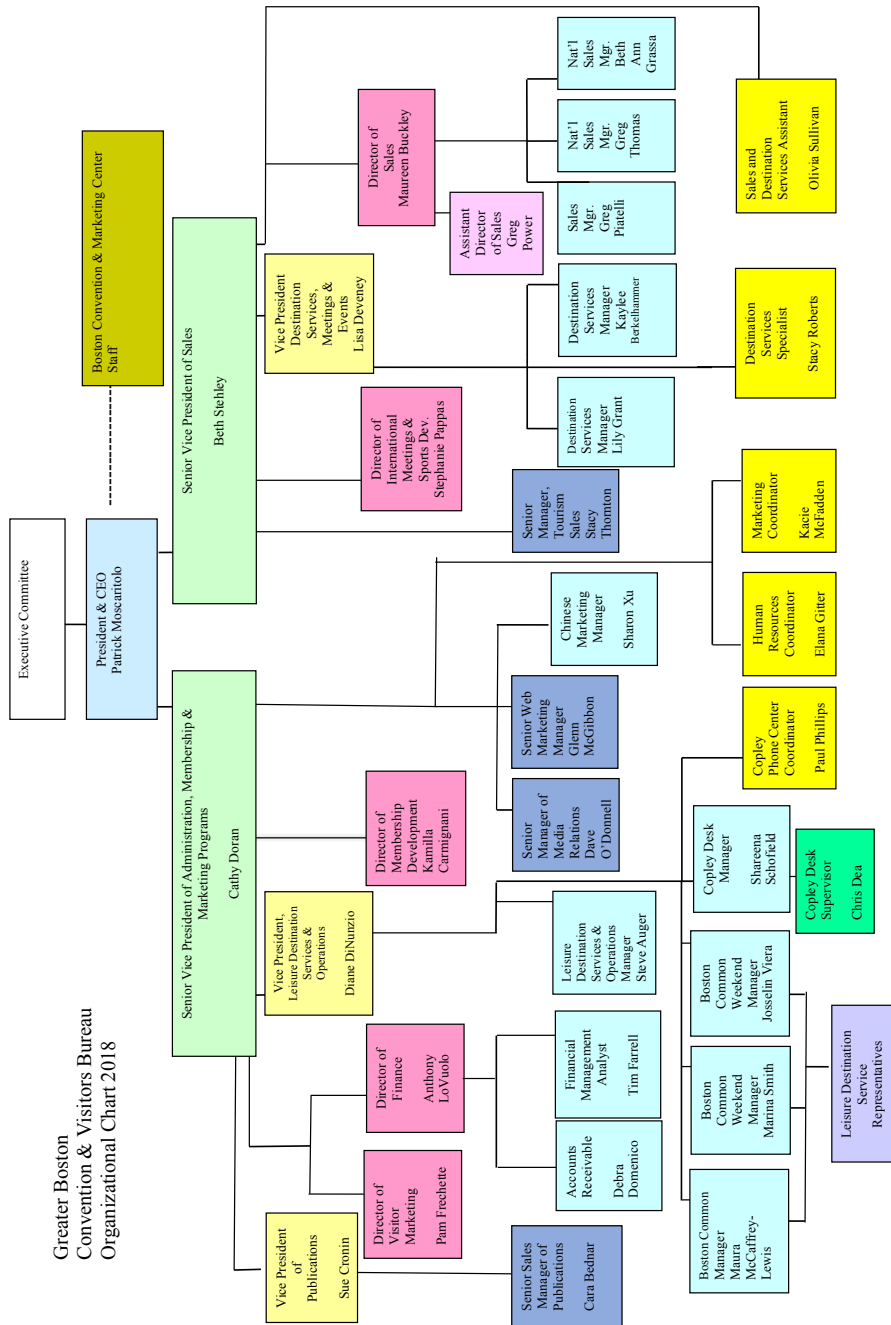 Greater Boston
Convention & Visitors Bureau
Organizational Chart 2018
Executive Committee
President & CEO
Patrick Moscaritolo
Boston Convention & Marketing Center
Staff
Senior Vice President of Administration, Membership &
Marketing Programs
Cathy Doran
Senior Vice President of Sales
Beth Stehley
Vice President
of
Publications
Sue Cronin
Vice President,
Leisure Destination
Services &
Operations
Diane DiNunzio
Vice President
Destination
Services,
Meetings &
Events
Lisa Deveney
Director of
Visitor
Marketing
Pam Frechette
Director of
Finance
Anthony
LoVuolo
Director of
Membership
Development
Kamilla
Carmignani
Director of
International
Meetings &
Sports Dev.
Stephanie Pappas
Director of
Sales
Maureen Buckley
Assistant
Director
of Sales
Greg
Power
Senior Sales
Manager of
Publications
Cara Bednar
Accounts
Receivable
Debra
Domenico
Financial
Management
Analyst
Tim Farrell
Leisure
Destination
Services &
Operations
Manager
Steve Auger
Senior
Manager of
Media
Relations
Dave
O’Donnell
Senior Web
Marketing
Manager
Glenn
McGibbon
Chinese
Marketing
Manager
Sharon Xu
Senior
Manager,
Tourism
Sales
Stacy
Thornton
Destination
Services
Manager
Lily Grant
Destination
Services
Manager
Kaylee
Berkelhammer
Sales
Mgr.
Greg
Piatelli
Nat’l
Sales
Mgr.
Greg
Thomas
Nat’l
Sales
Mgr.
Beth
Ann
Grassa
Boston Common
Manager
Maura
McCaffrey-
Lewis
Boston
Common
Weekend
Manager
Marina Smith
Boston
Common
Weekend
Manager
Josselin Viera
Copley Desk
Manager
Shareena
Schofield
Copley
Phone Center
Coordinator
Paul Phillips
Human
Resources
Coordinator
Elana Gitter
Marketing
Coordinator
Kacie
McFadden
Destination
Services
Specialist
Stacy Roberts
Sales and
Destination
Services Assistant
Olivia Sullivan
Copley Desk
Supervisor
Chris Dea
Leisure Destination
Service
Representatives